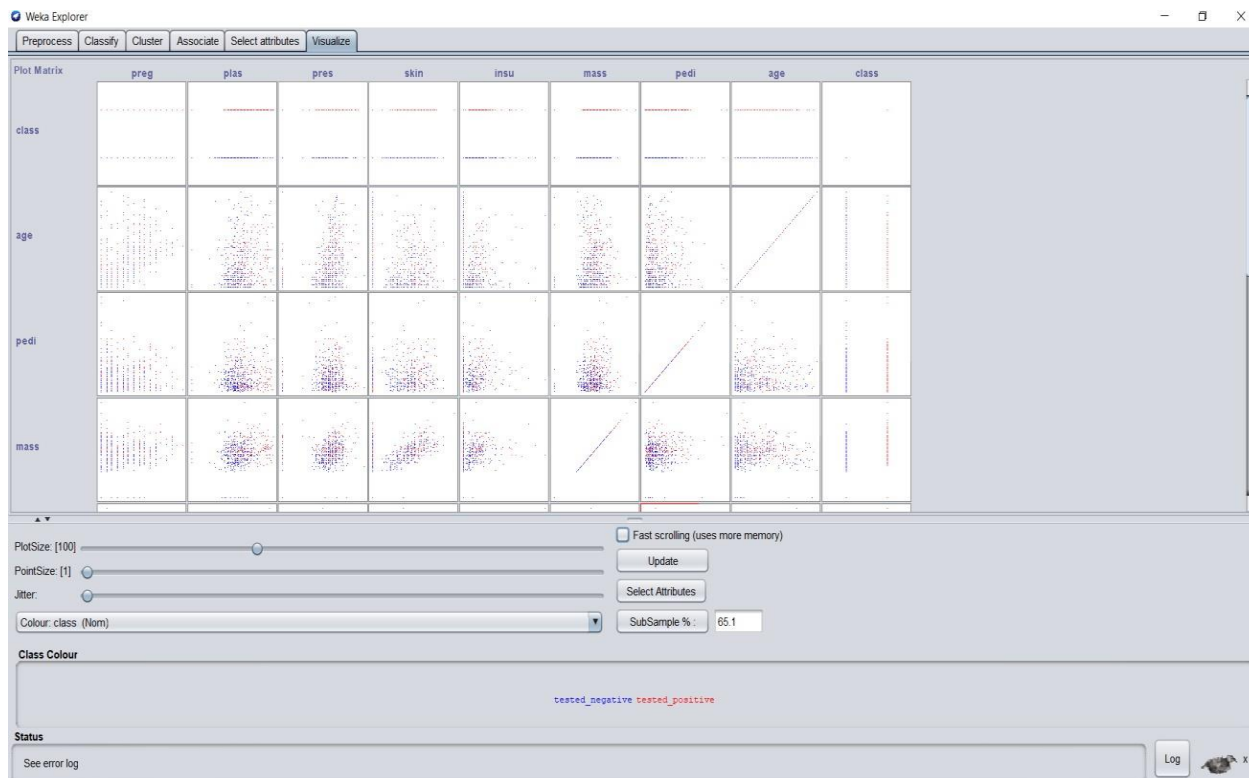 Weka Explorer
Preprocess Classify Cluster Associate Select attributes Visualize
Plot Matrix preg plas pres skin insu mass pedi age class
class
age
pedi
mass
PlotSize: [100]
PointSize: [1]
Jitter:
Colour: class (Nom)
Fast scrolling (uses more memory)
Update
Select Attributes
SubSample % : 65.1
Class Colour
tested_negative tested_positive
Status
See error log
Log x